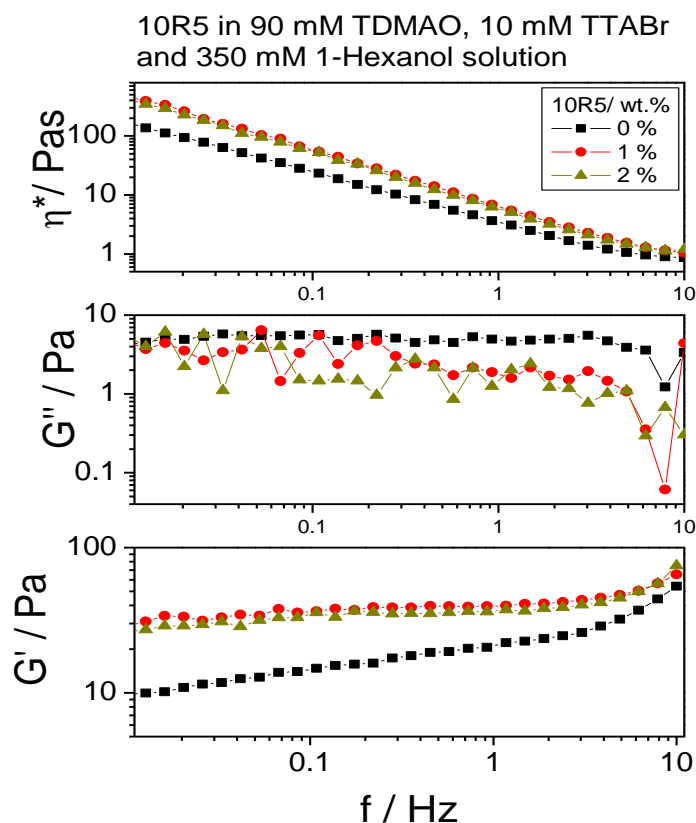 10R5 in 90 mM TDMAO, 10 mM TTABr
and 350 mM 1-Hexanol solution
η*/ Pas
100
10
1
10R5/ wt.%
0 %
1 %
2 %
0.1
1
10
G'' / Pa
10
1
0.1
0.1
1
10
G' / Pa
100
10
0.1
1
10
f / Hz